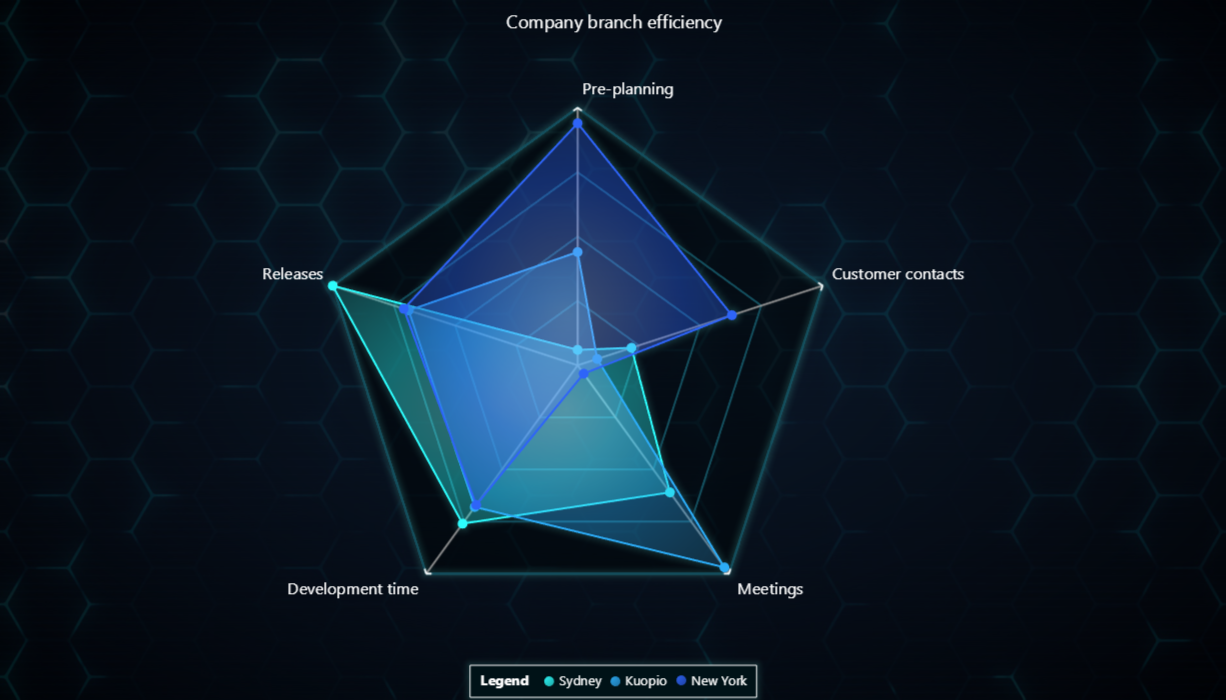 Company branch efficiency
Pre-planning
Releases
Customer contacts
Development time
Meetings
Legend Sydney Kuopio New York